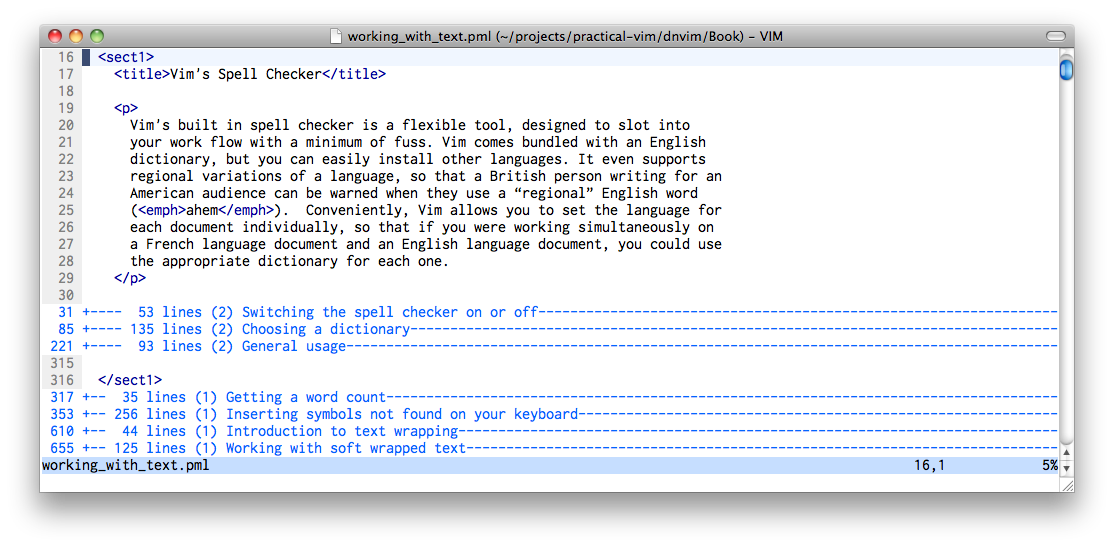 working_with_text.pml (~/projects/practical-vim/dnvim/Book) – VIM
16 <sect1>
17 <title>Vim's Spell Checker</title>
18
19 <p>
20 Vim's built in spell checker is a flexible tool, designed to slot into
21 your work flow with a minimum of fuss. Vim comes bundled with an English
22 dictionary, but you can easily install other languages. It even supports
23 regional variations of a language, so that a British person writing for an
24 American audience can be warned when they use a “regional” English word
25 (<emph>ahem</emph>).  Conveniently, Vim allows you to set the language for
26 each document individually, so that if you were working simultaneously on
27 a French language document and an English language document, you could use
28 the appropriate dictionary for each one.
29 </p>
30
31 +----  53 lines (2) Switching the spell checker on or off-----------------------------------------------------------------
85 +---- 135 lines (2) Choosing a dictionary---------------------------------------------------------------------------------
221 +----  93 lines (2) General usage-----------------------------------------------------------------------------------------
315
316 </sect1>
317 +--  35 lines (1) Getting a word count------------------------------------------------------------------------------------
353 +-- 256 lines (1) Inserting symbols not found on your keyboard------------------------------------------------------------
610 +--  44 lines (1) Introduction to text wrapping---------------------------------------------------------------------------
655 +-- 125 lines (1) Working with soft wrapped text--------------------------------------------------------------------------
working_with_text.pml 16,1 5%